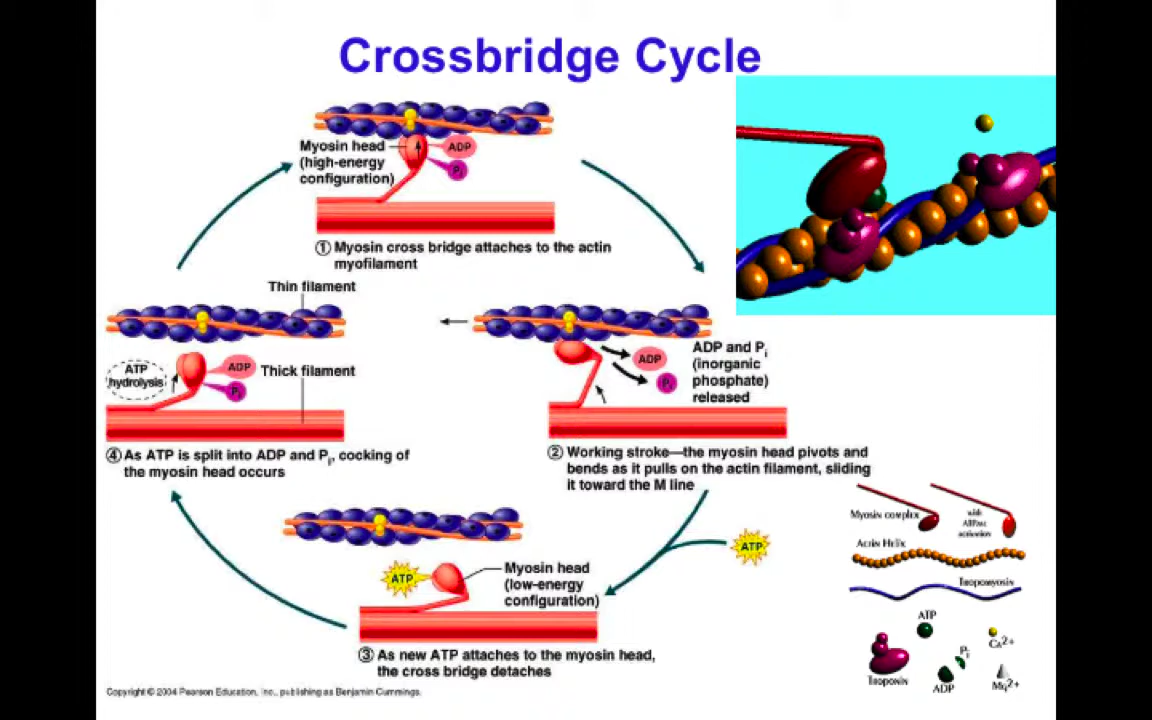 Crossbridge Cycle
Myosin head
(high-energy
configuration)
ADP
Pi
① Myosin cross bridge attaches to the actin
myofilament
Thin filament
ATP
hydrolysis
ADP
Pi
Thick filament
④ As ATP is split into ADP and Pi, cocking of
the myosin head occurs
ADP
Pi
ADP and Pi
(inorganic
phosphate)
released
② Working stroke—the myosin head pivots and
bends as it pulls on the actin filament, sliding
it toward the M line
ATP
ATP
Myosin head
(low-energy
configuration)
③ As new ATP attaches to the myosin head,
the cross bridge detaches
Myosin complex
with
ATPase
activation
Actin Helix
Tropomyosin
ATP
Ca2+
Troponin
Pi
ADP
Mg2+
Copyright © 2004 Pearson Education, Inc., publishing as Benjamin Cummings.